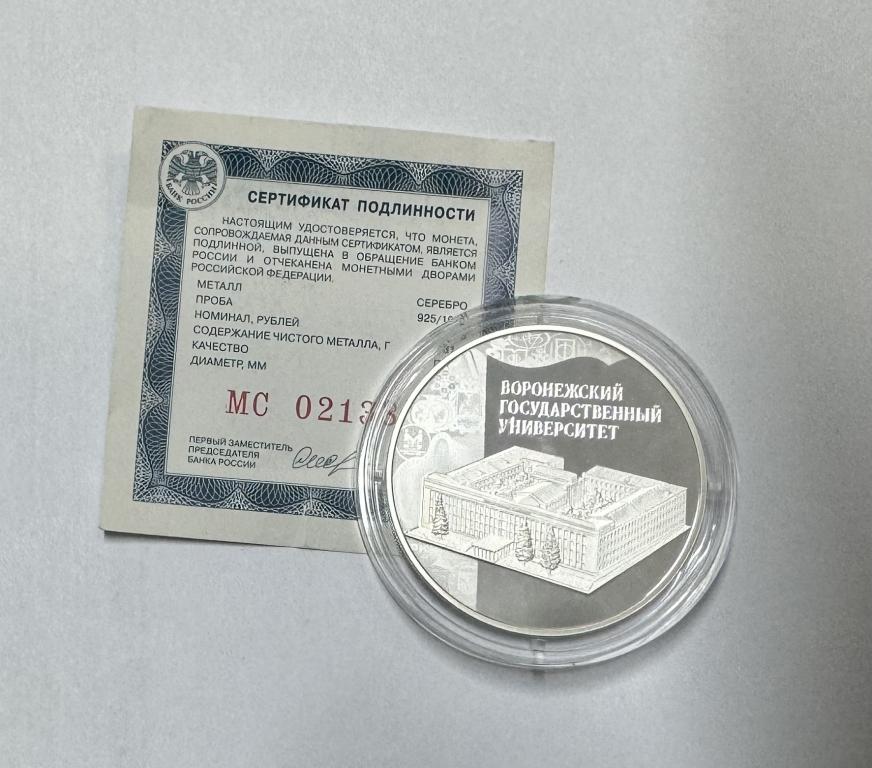 БАНК РОССИИ
СЕРТИФИКАТ ПОДЛИННОСТИ
НАСТОЯЩИМ УДОСТОВЕРЯЕТСЯ, ЧТО МОНЕТА,
СОПРОВОЖДАЕМАЯ ДАННЫМ СЕРТИФИКАТОМ, ЯВЛЯЕТСЯ
ПОДЛИННОЙ, ВЫПУЩЕНА В ОБРАЩЕНИЕ БАНКОМ
РОССИИ И ОТЧЕКАНЕНА МОНЕТНЫМИ ДВОРАМИ
РОССИЙСКОЙ ФЕДЕРАЦИИ.
МЕТАЛЛ СЕРЕБРО
ПРОБА
НОМИНАЛ, РУБЛЕЙ
СОДЕРЖАНИЕ ЧИСТОГО МЕТАЛЛА, Г
КАЧЕСТВО
ДИАМЕТР, ММ
МС
ПЕРВЫЙ ЗАМЕСТИТЕЛЬ
ПРЕДСЕДАТЕЛЯ
БАНКА РОССИИ
ВОРОНЕЖСКИЙ
ГОСУДАРСТВЕННЫЙ
УНИВЕРСИТЕТ